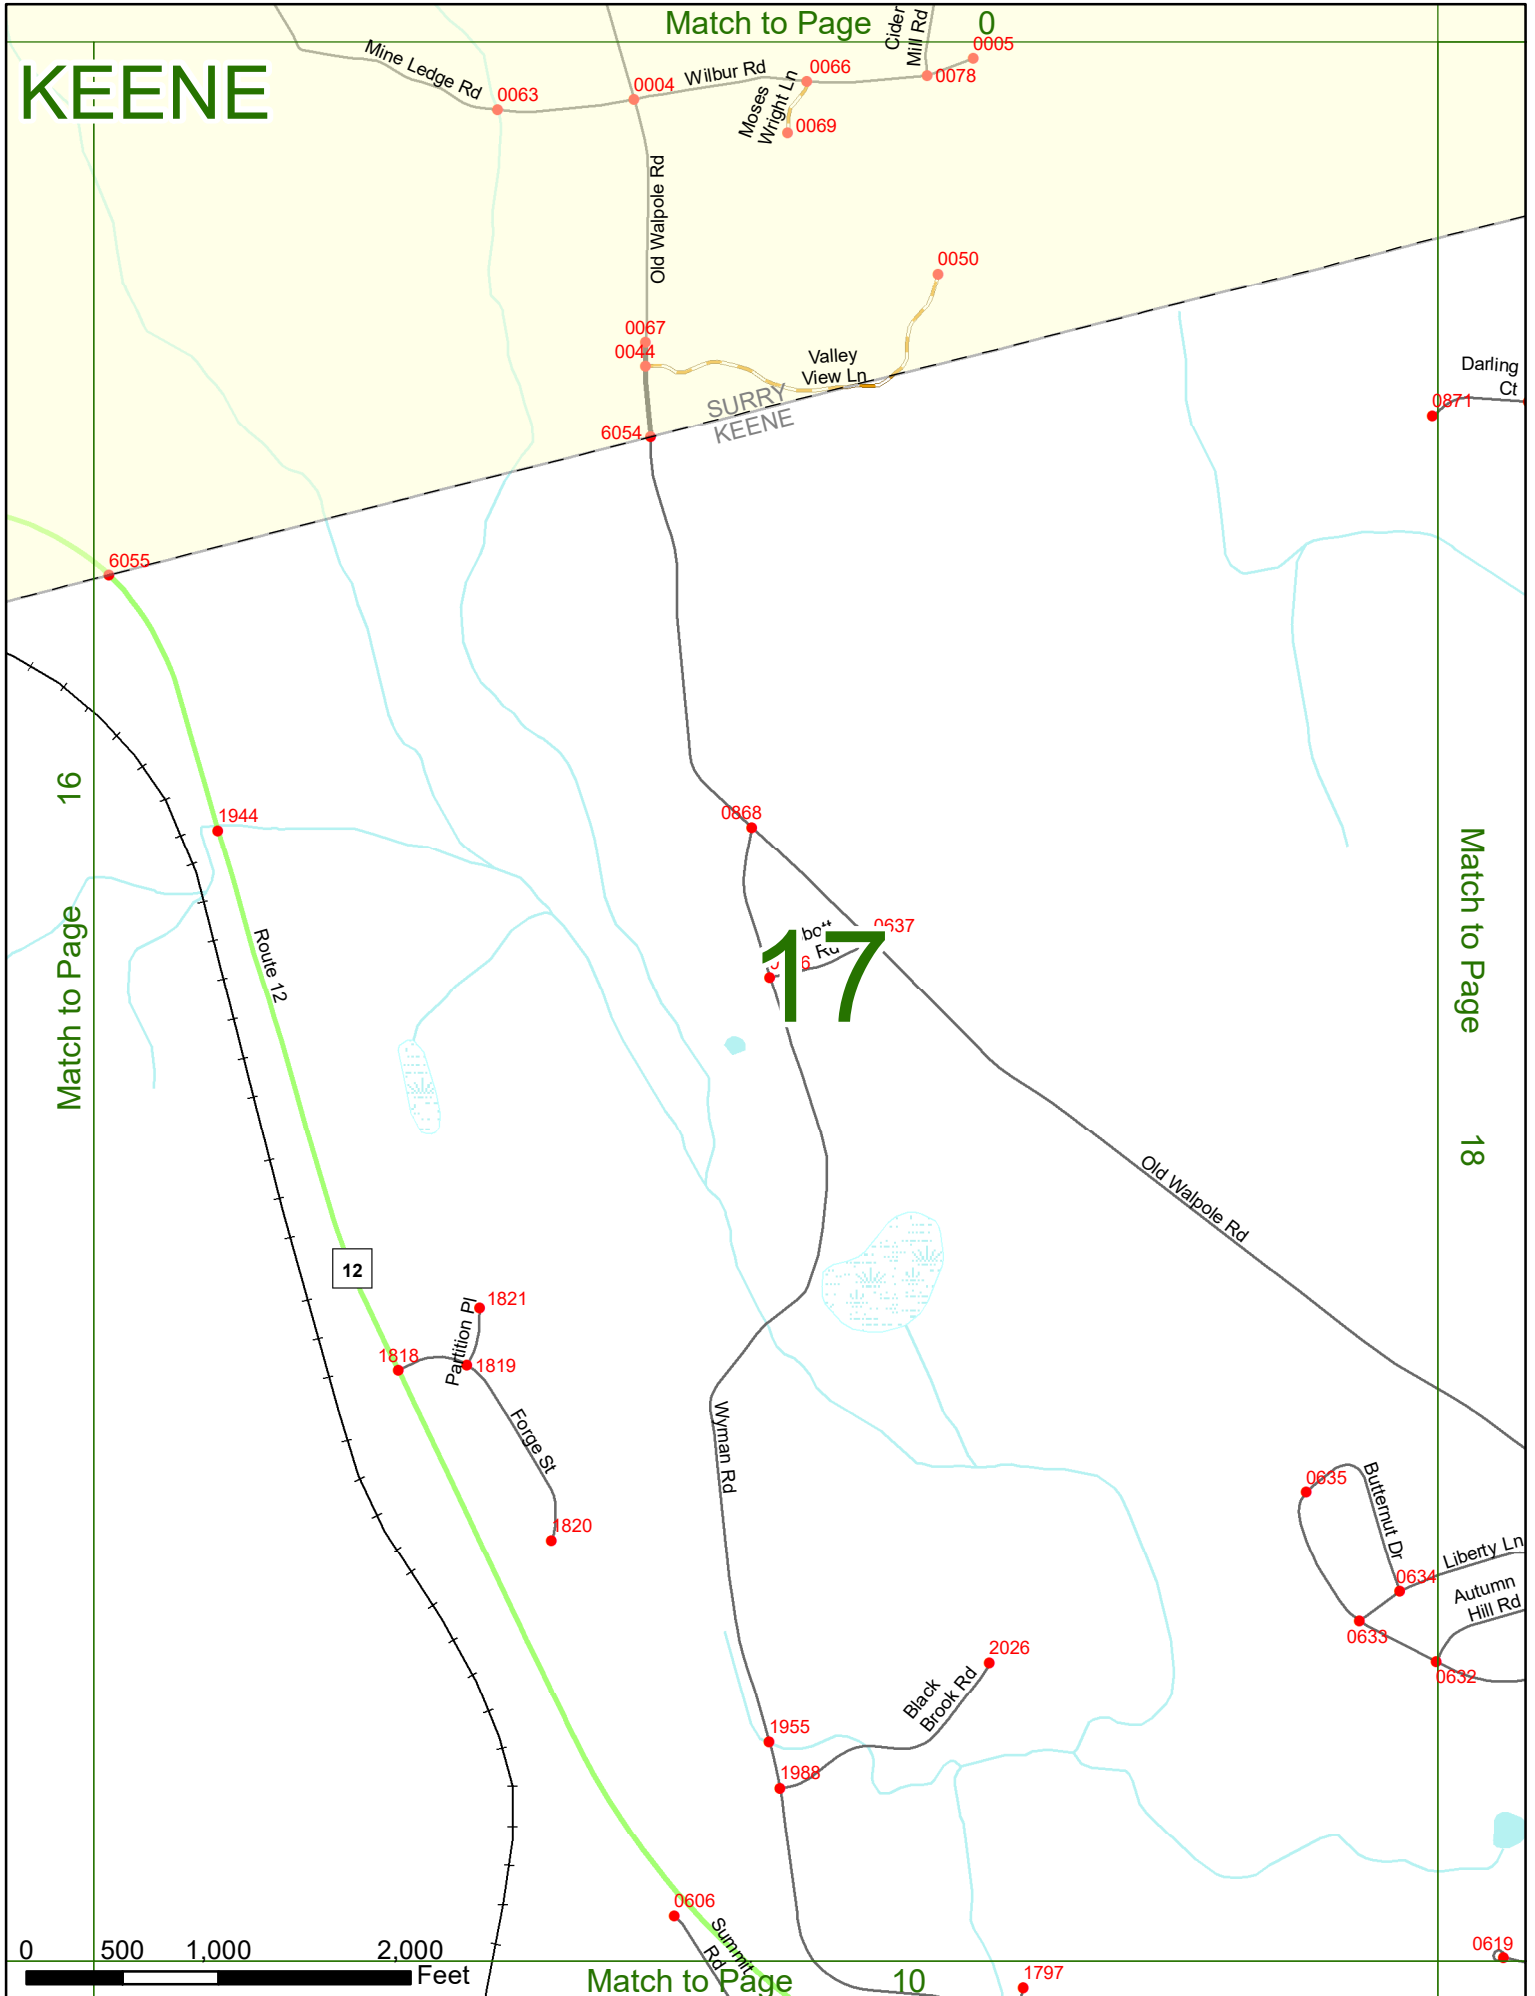 Match to Page 0
KEENE
Mine Ledge Rd
0063
0004
Wilbur Rd
0066
Cider
Mill Rd
0005
0078
Moses
Wright Ln
0069
Old Walpole Rd
0050
0067
0044
Valley
View Ln
SURRY
KEENE
6054
Darling
Ct
0871
6055
16
Match to Page
1944
0868
0637
Rd
6
17
Match to Page
18
Route 12
Old Walpole Rd
12
1821
Partition Pl
1818
1819
Forge St
1820
Wyman Rd
0635
Butternut Dr
0634
Liberty Ln
Autumn
Hill Rd
0633
0632
2026
Black
Brook Rd
1955
1988
0606
Summit
Rd
0619
1797
0 500 1,000 2,000
Feet
Match to Page 10